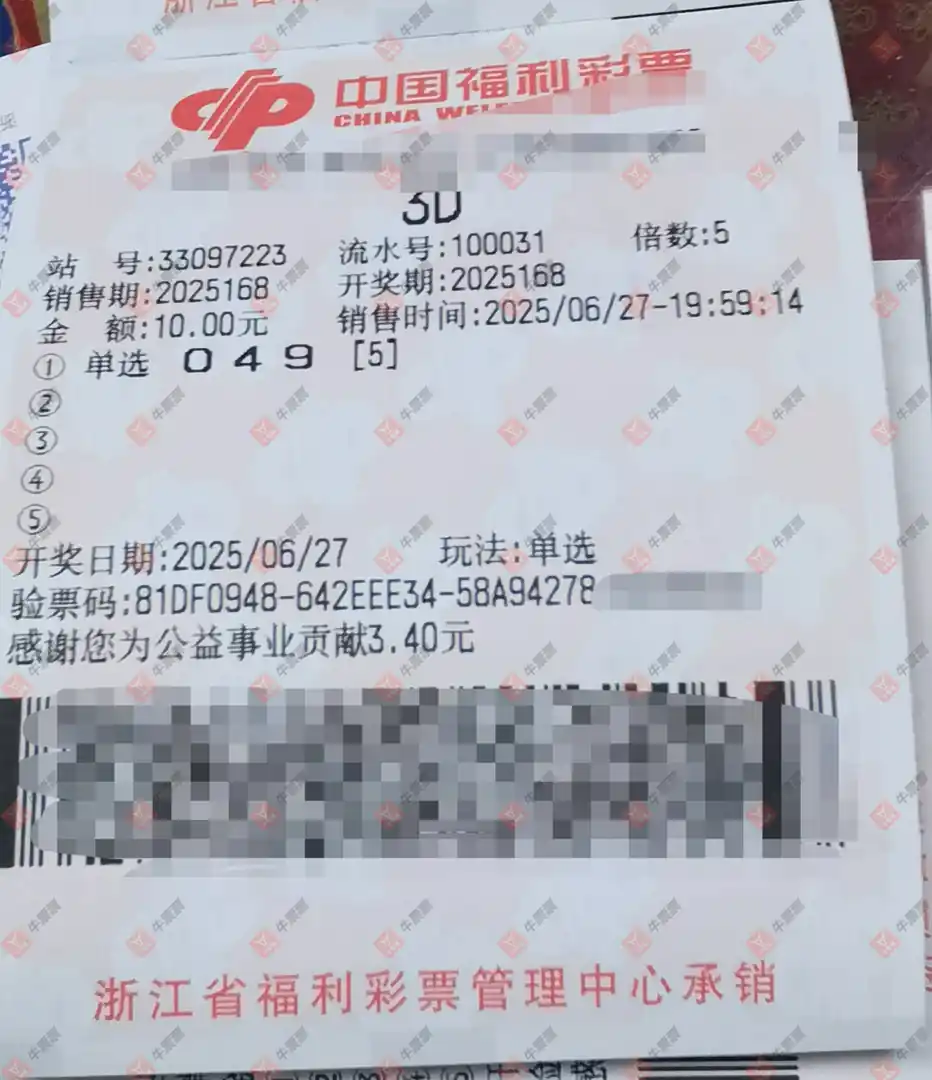 中国福利彩票
CHINA WEL
3D
站 号:33097223 流水号:100031 倍数:5
销售期:2025168 开奖期:2025168
金 额:10.00元 销售时间:2025/06/27-19:59:14
① 单选 0 4 9 [5]
②
③
④
⑤
开奖日期:2025/06/27 玩法:单选
验票码:81DF0948-642EEE34-58A94278
感谢您为公益事业贡献3.40元
浙江省福利彩票管理中心承销
牛票票